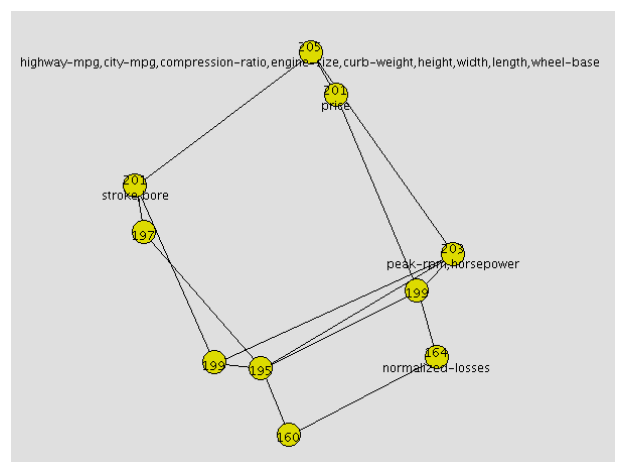 205
highway-mpg,city-mpg,compression-ratio,engine-size,curb-weight,height,width,length,wheel-base
201
price
201
stroke,bore
197
203
peak-rpm,horsepower
199
164
normalized-losses
199
195
160